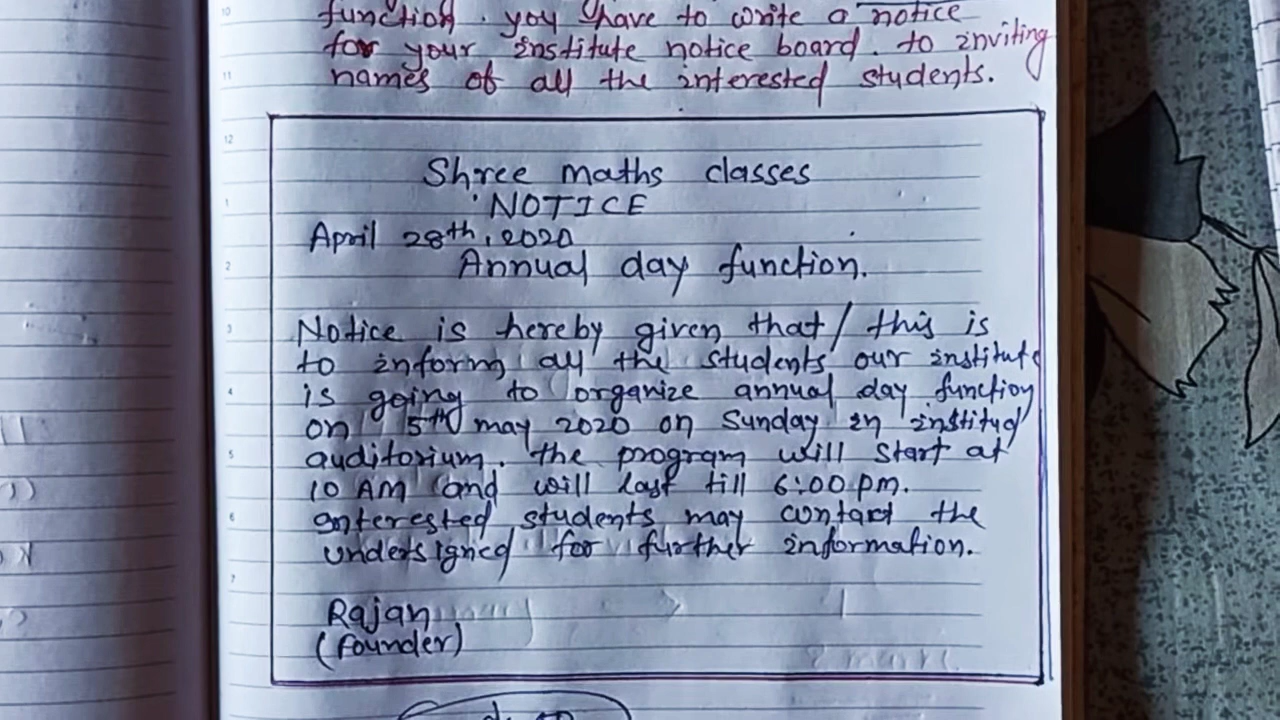 function. you have to write a notice
for your institute notice board. to inviting
names of all the interested students.
Shree maths classes
NOTICE
April 28th, 2020
Annual day function.
Notice is hereby given that / this is
to inform all the students our institute
is going to organize annual day function
on 5th may 2020 on Sunday in
auditorium. the program will start at
10 AM and will last till 6:00 pm.
interested students may contact the
undersigned for further information.
Rajan
(founder)